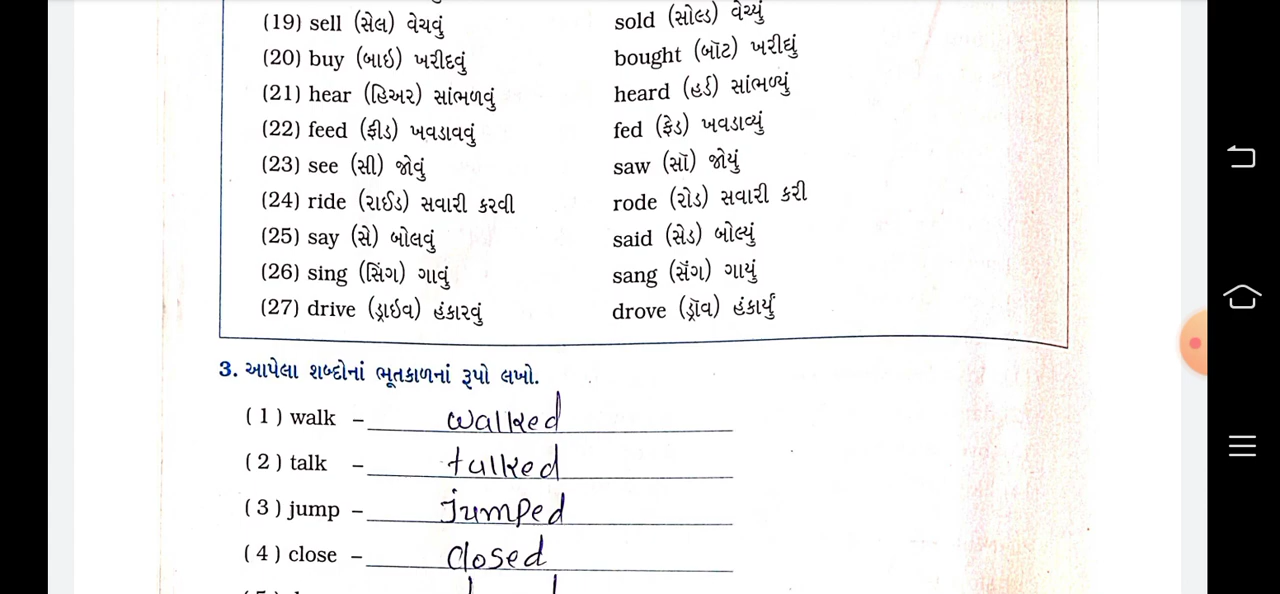 (19) sell (સેલ) વેચવું sold (સોલ્ડ) વેચ્યું
(20) buy (બાઇ) ખરીદવું bought (બૉટ) ખરીદ્યું
(21) hear (હિઅર) સાંભળવું heard (હર્ડ) સાંભળ્યું
(22) feed (ફીડ) ખવડાવવું fed (ફેડ) ખવડાવ્યું
(23) see (સી) જોવું saw (સૉ) જોયું
(24) ride (રાઈડ) સવારી કરવી rode (રોડ) સવારી કરી
(25) say (સે) બોલવું said (સેડ) બોલ્યું
(26) sing (સિંગ) ગાવું sang (સૅંગ) ગાયું
(27) drive (ડ્રાઇવ) હંકારવું drove (ડ્રૉવ) હંકાર્યું
3. આપેલા શબ્દોનાં ભૂતકાળનાં રૂપો લખો.
(1) walk – walked
(2) talk – talked
(3) jump – jumped
(4) close – closed